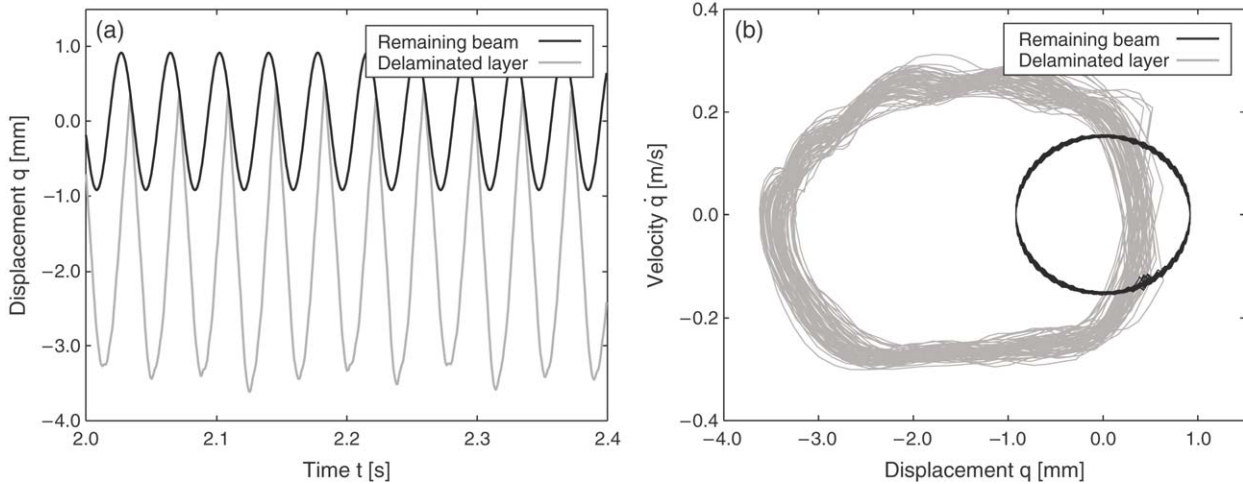 (a)
Remaining beam
Delaminated layer
1.0
0.0
−1.0
−2.0
−3.0
−4.0
Displacement q [mm]
2.0
2.1
2.2
2.3
2.4
Time t [s]
(b)
Remaining beam
Delaminated layer
0.4
0.2
0.0
−0.2
−0.4
Velocity q̇ [m/s]
−4.0
−3.0
−2.0
−1.0
0.0
1.0
Displacement q [mm]